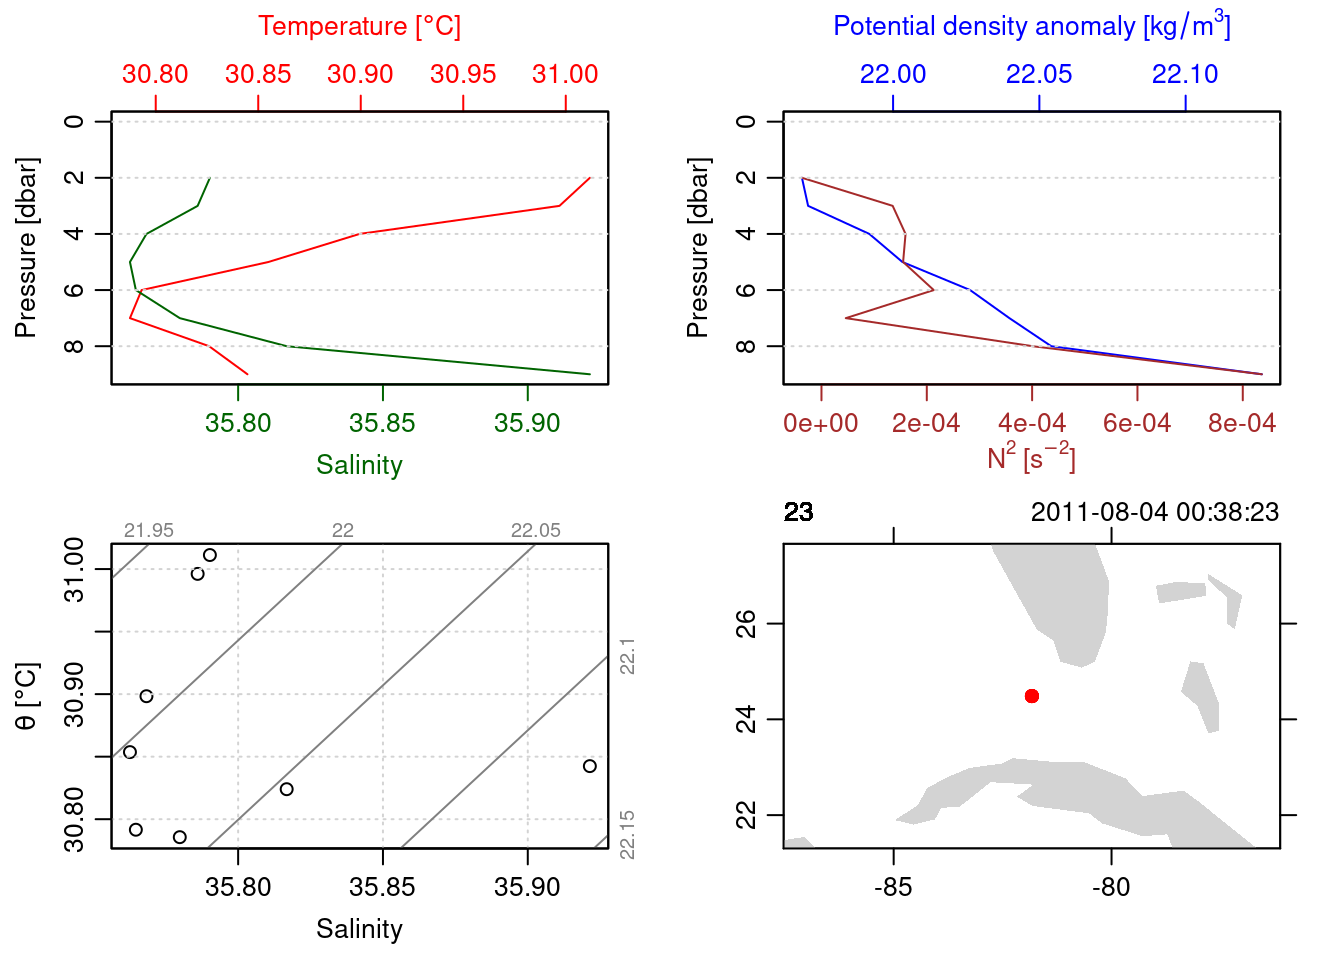 Temperature [°C]
30.80 30.85 30.90 30.95 31.00
Pressure [dbar]
0
2
4
6
8
35.80 35.85 35.90
Salinity
Potential density anomaly [kg/m³]
22.00 22.05 22.10
Pressure [dbar]
0
2
4
6
8
0e+00 2e-04 4e-04 6e-04 8e-04
N² [s⁻²]
21.95 22 22.05
θ [°C]
31.00
30.90
30.80
22.1
22.15
35.80 35.85 35.90
Salinity
23 2011-08-04 00:38:23
26
24
22
-85 -80